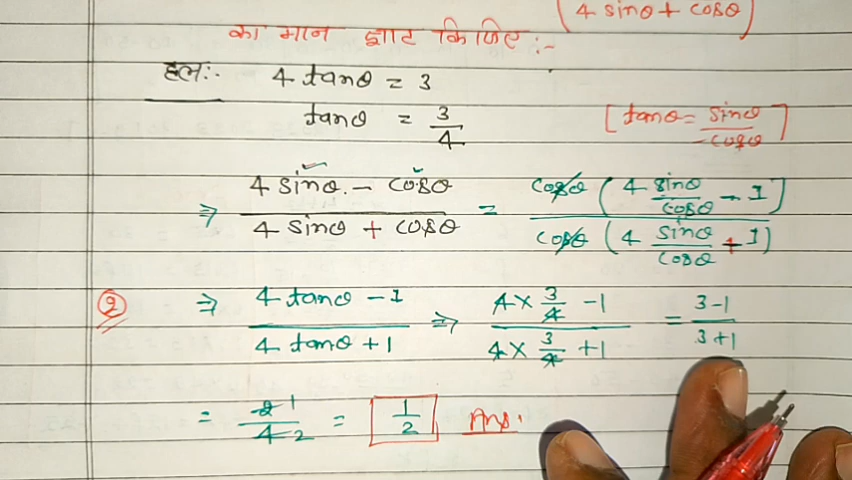 (4 sinθ + cosθ)
का मान ज्ञाट किजिए:-
हल:- 4 tanθ = 3
tanθ = 3/4 [tanθ = sinθ/cosθ]
⇒ (4 sinθ - cosθ)/(4 sinθ + cosθ) = cosθ (4 sinθ/cosθ - 1)/cosθ (4 sinθ/cosθ + 1)
② ⇒ (4 tanθ - 1)/(4 tanθ + 1) ⇒ (4 × 3/4 - 1)/(4 × 3/4 + 1) = (3-1)/(3+1)
= 2 1/4 2 = 1/2 Ans.